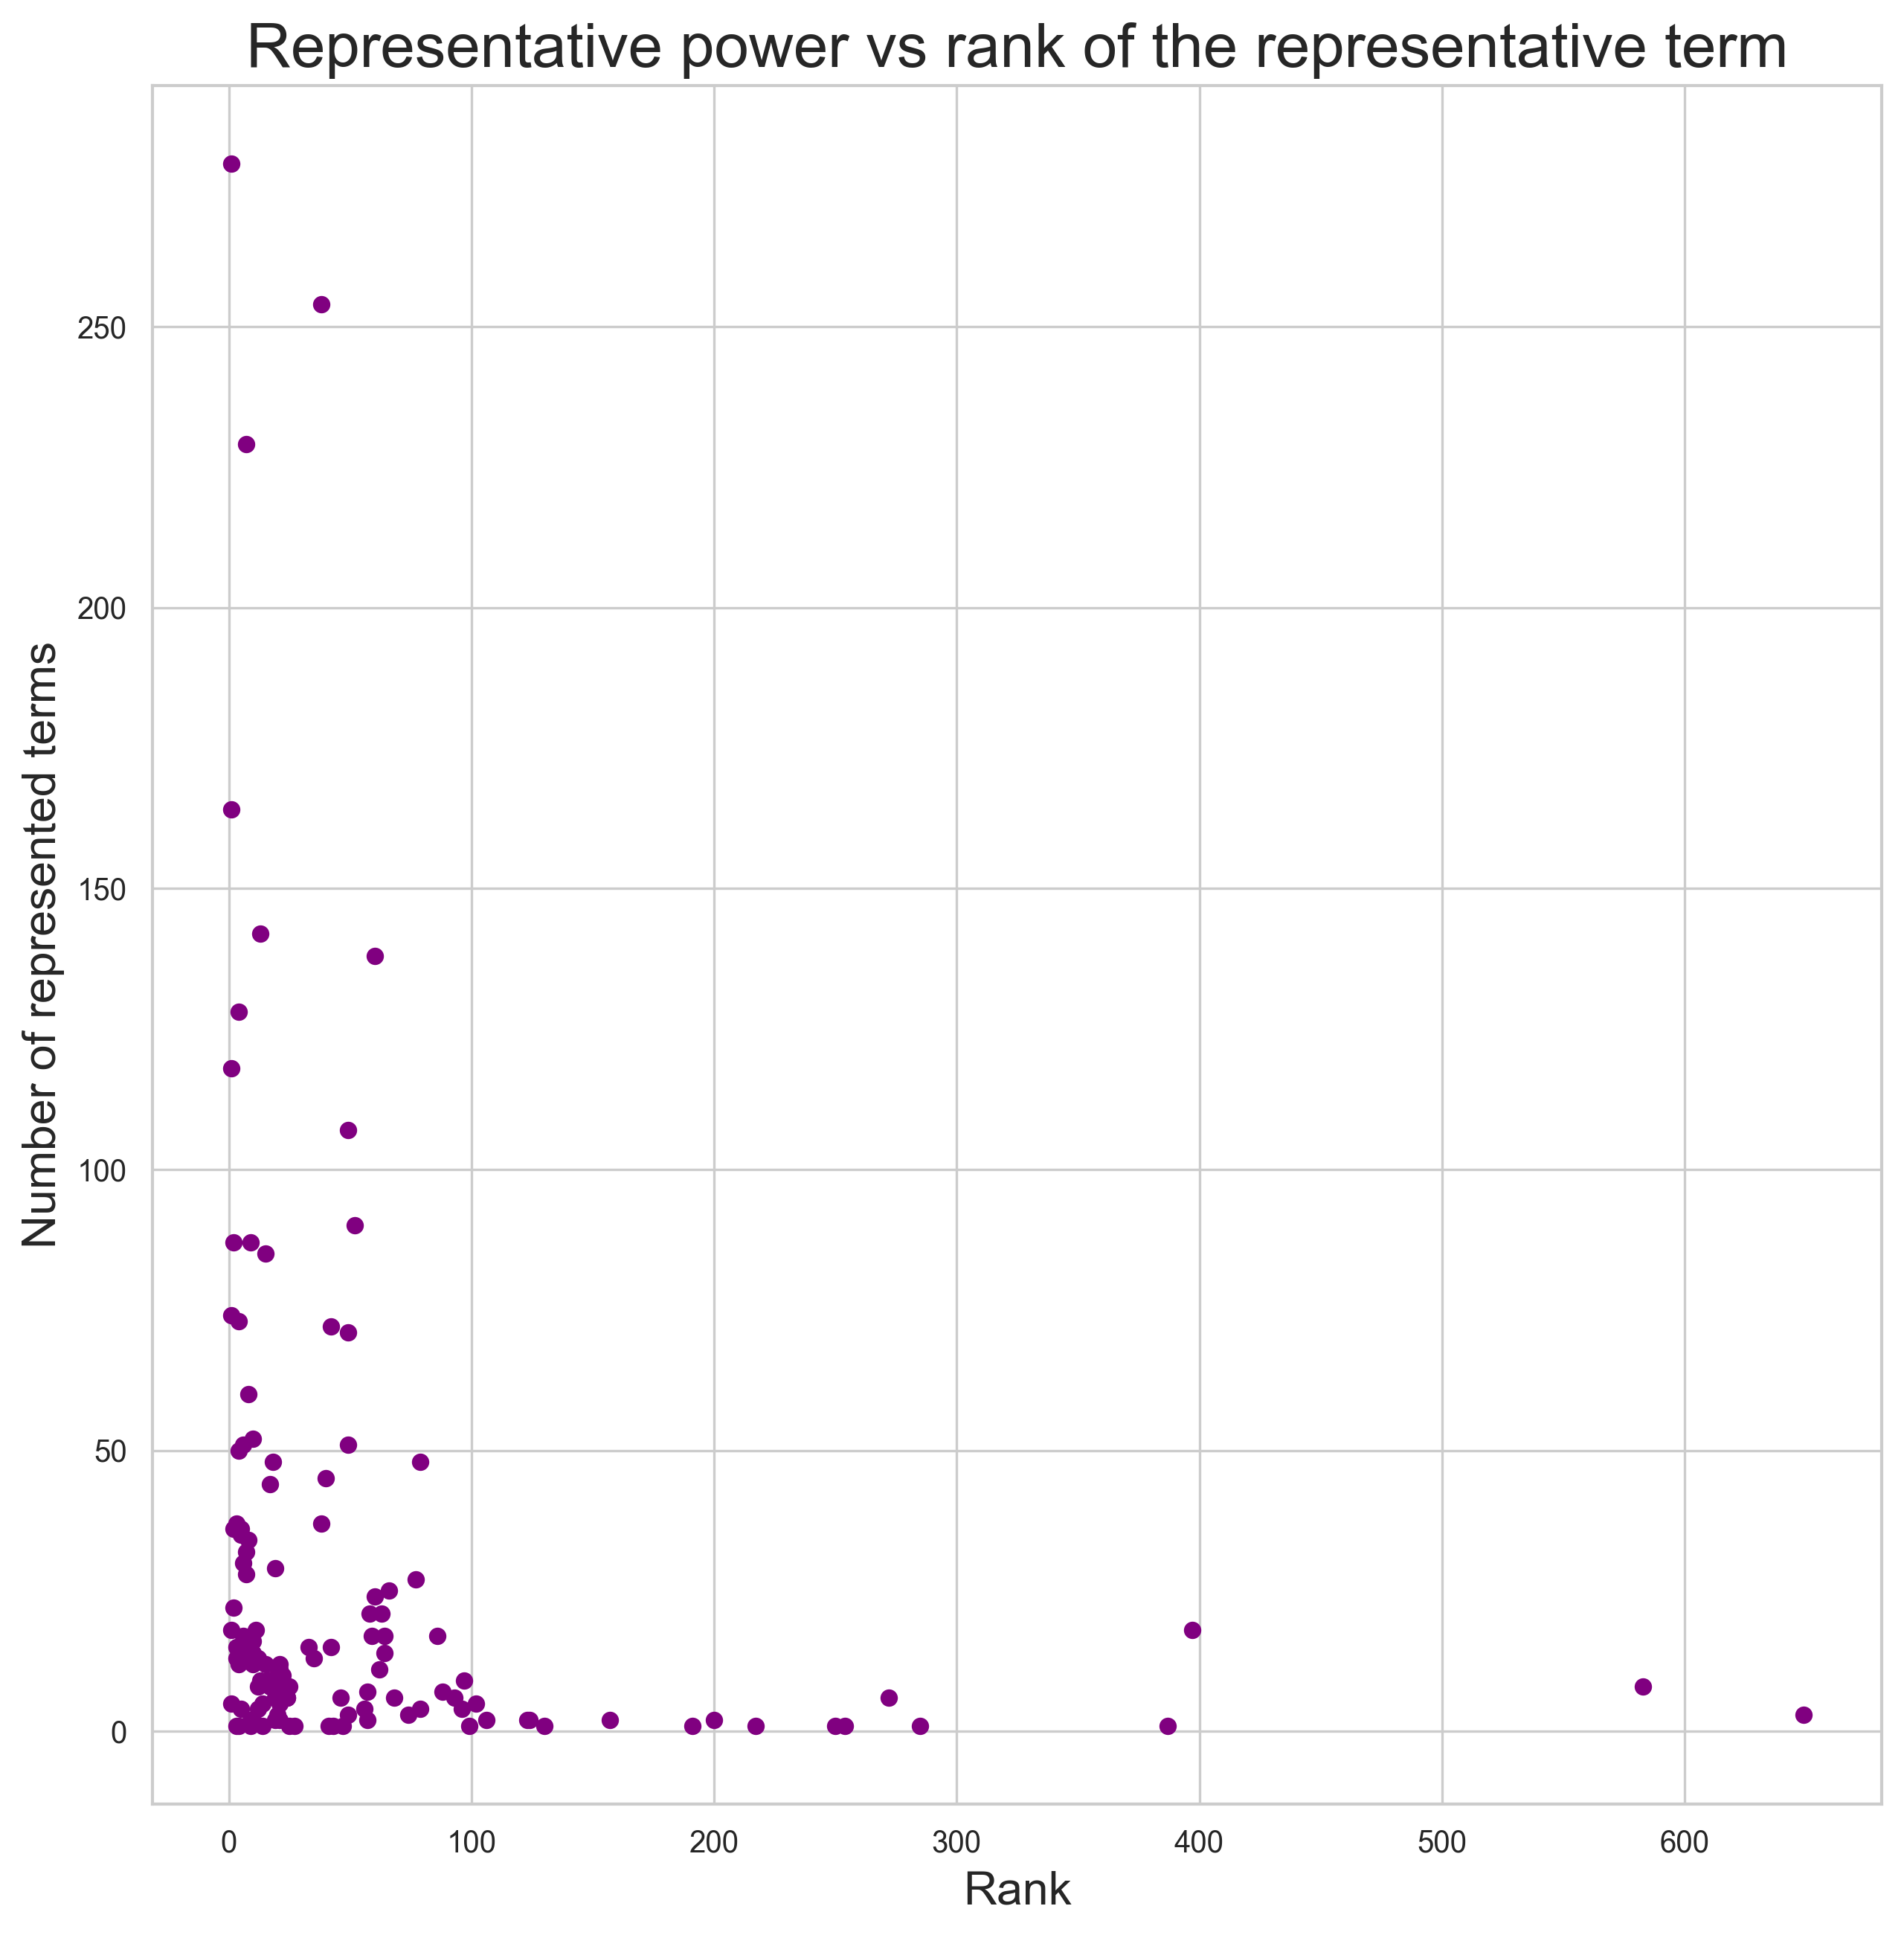 Representative power vs rank of the representative term
Number of represented terms
250
200
150
100
50
0
0 100 200 300 400 500 600
Rank